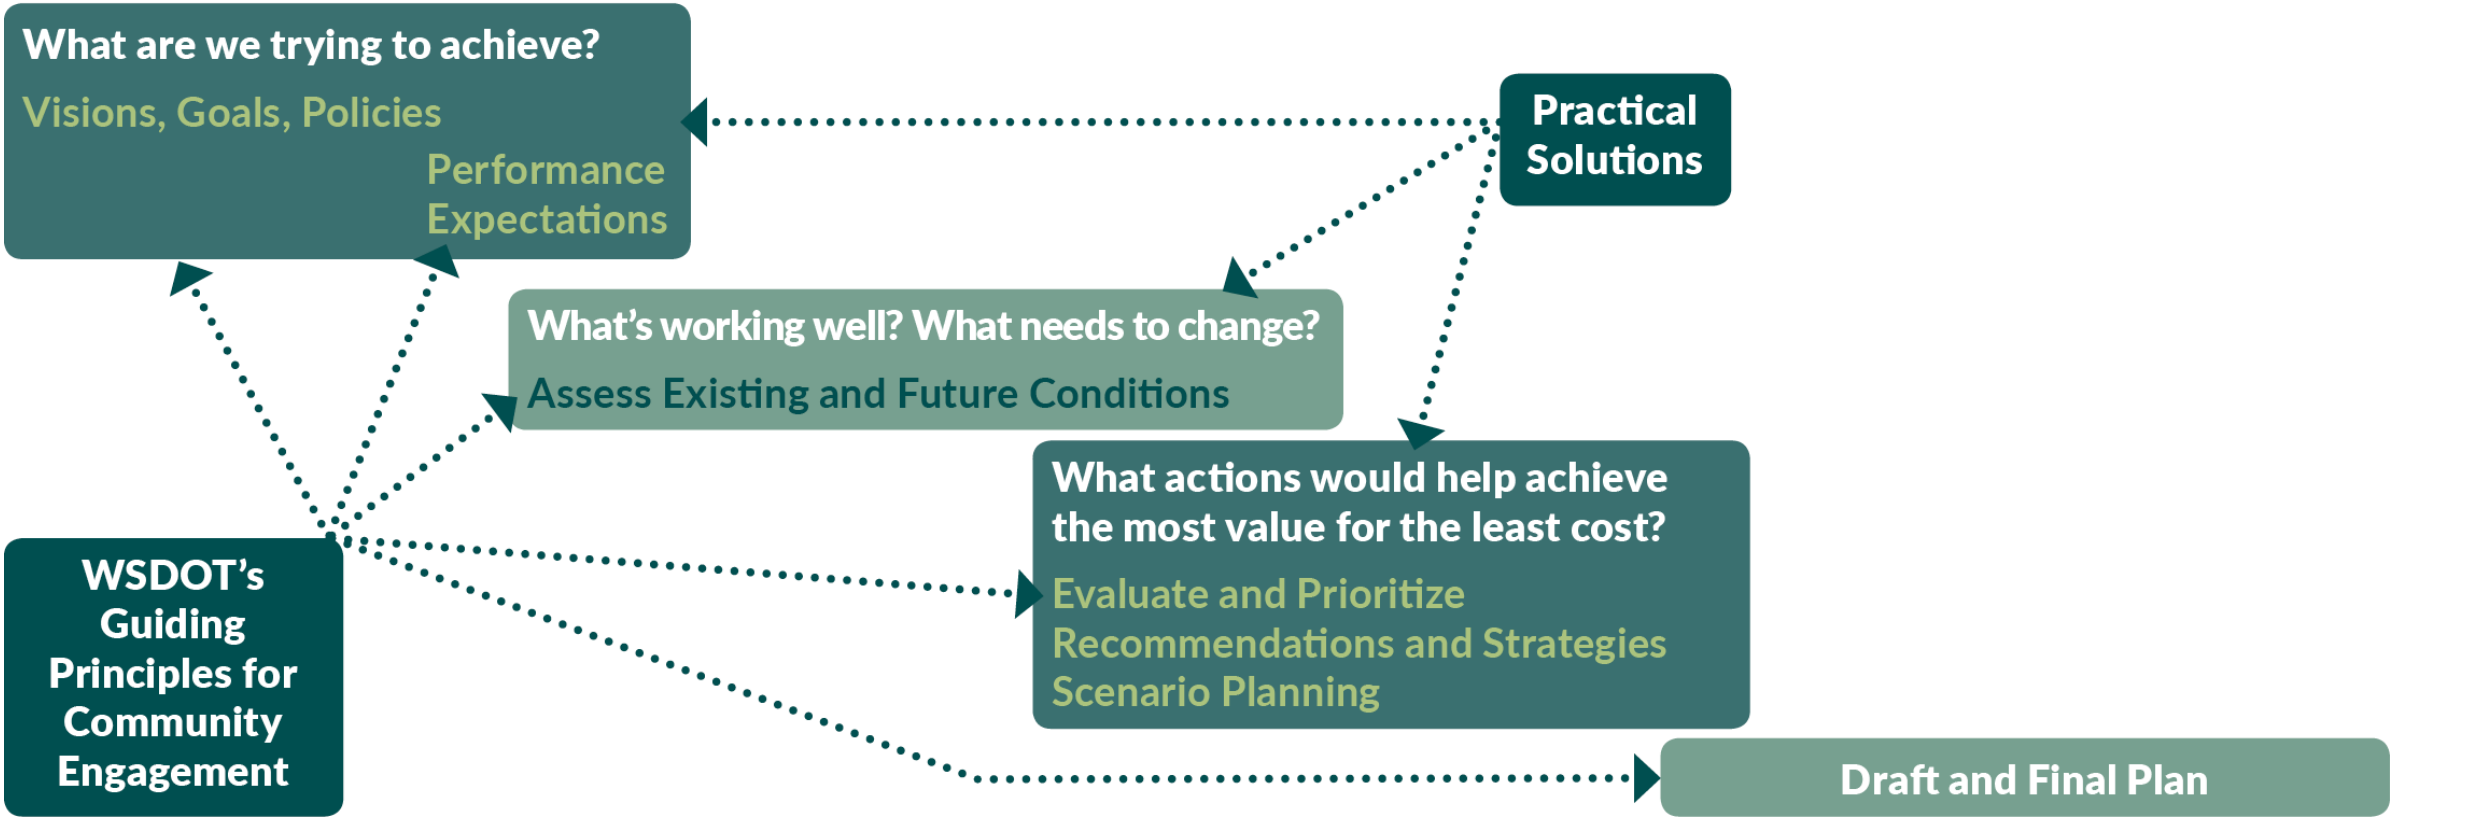 What are we trying to achieve?
Visions, Goals, Policies
Performance
Expectations
Practical
Solutions
What’s working well? What needs to change?
Assess Existing and Future Conditions
What actions would help achieve
the most value for the least cost?
Evaluate and Prioritize
Recommendations and Strategies
Scenario Planning
WSDOT’s
Guiding
Principles for
Community
Engagement
Draft and Final Plan